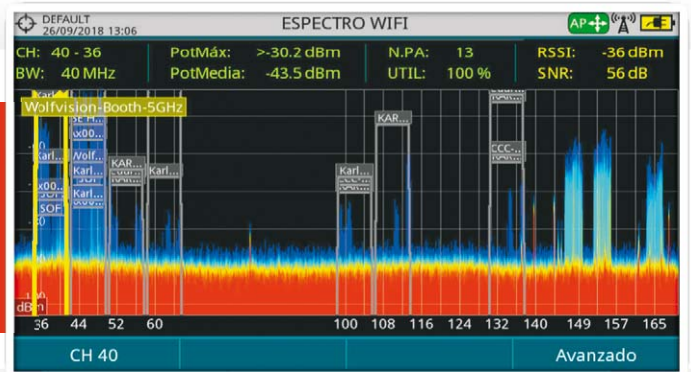 DEFAULT
26/09/2018 13:06
ESPECTRO WIFI
AP
CH: 40 - 36
PotMáx: >-30.2 dBm
N.PA: 13
RSSI: -36 dBm
BW: 40 MHz
PotMedia: -43.5 dBm
UTIL: 100 %
SNR: 56 dB
Wolfvision-Booth-5GHz
KAR...
CCC-...
Karl...
KAR...
Karl...
Karl...
Karl...
Karl...
SOF
dBm
36 44 52 60 100 108 116 124 132 140 149 157 165
CH 40
Avanzado